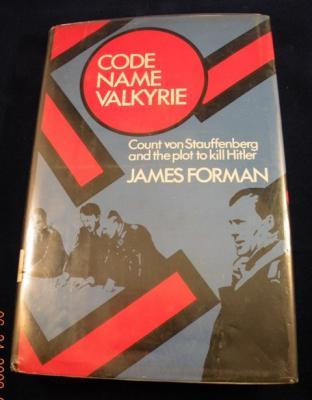 CODE
NAME
VALKYRIE
Count von Stauffenberg
and the plot to kill Hitler
JAMES FORMAN